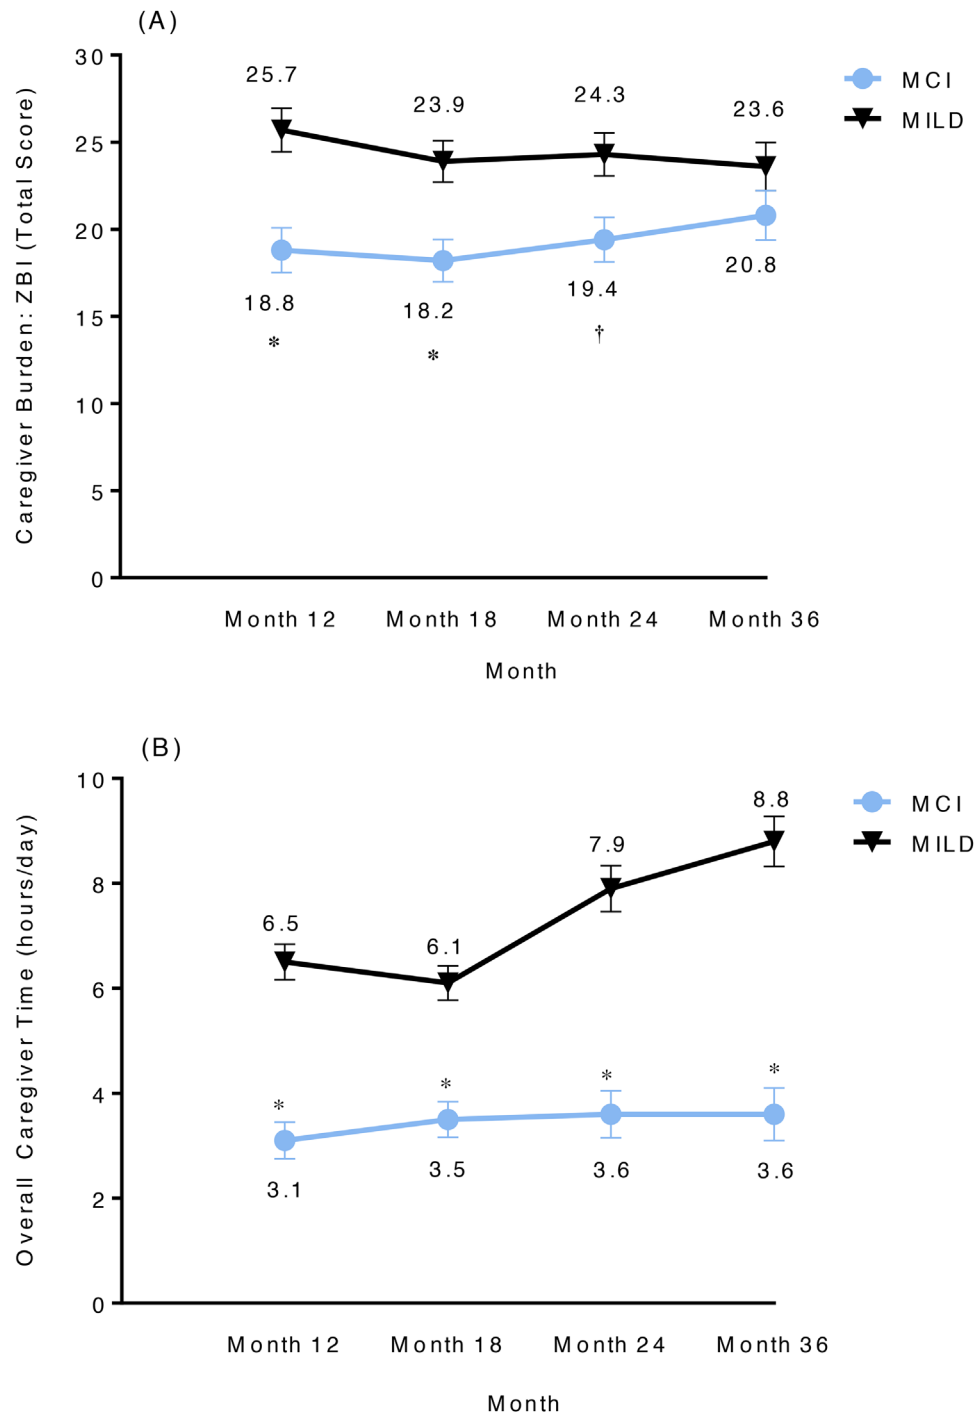 (A)
Caregiver Burden: ZBI (Total Score)
30
25
20
15
10
5
0
25.7
23.9
24.3
23.6
18.8
18.2
19.4
20.8
*
*
†
MCI
MILD
Month 12
Month 18
Month 24
Month 36
Month
(B)
Overall Caregiver Time (hours/day)
10
8
6
4
2
0
6.5
6.1
7.9
8.8
*
*
*
*
3.1
3.5
3.6
3.6
MCI
MILD
Month 12
Month 18
Month 24
Month 36
Month